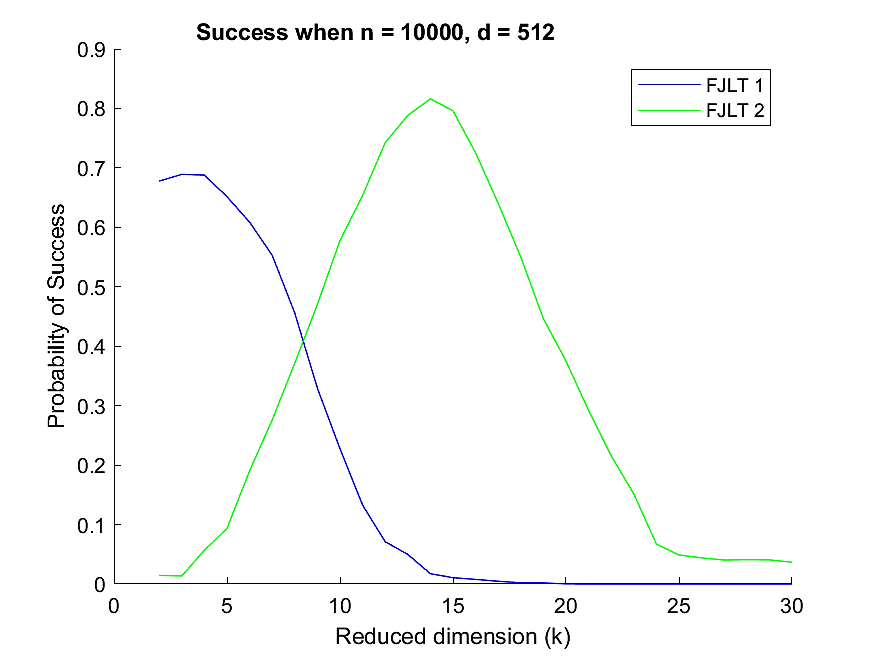 Success when n = 10000, d = 512
0.9
0.8
0.7
0.6
0.5
0.4
0.3
0.2
0.1
0
Probability of Success
FJLT 1
FJLT 2
0 5 10 15 20 25 30
Reduced dimension (k)